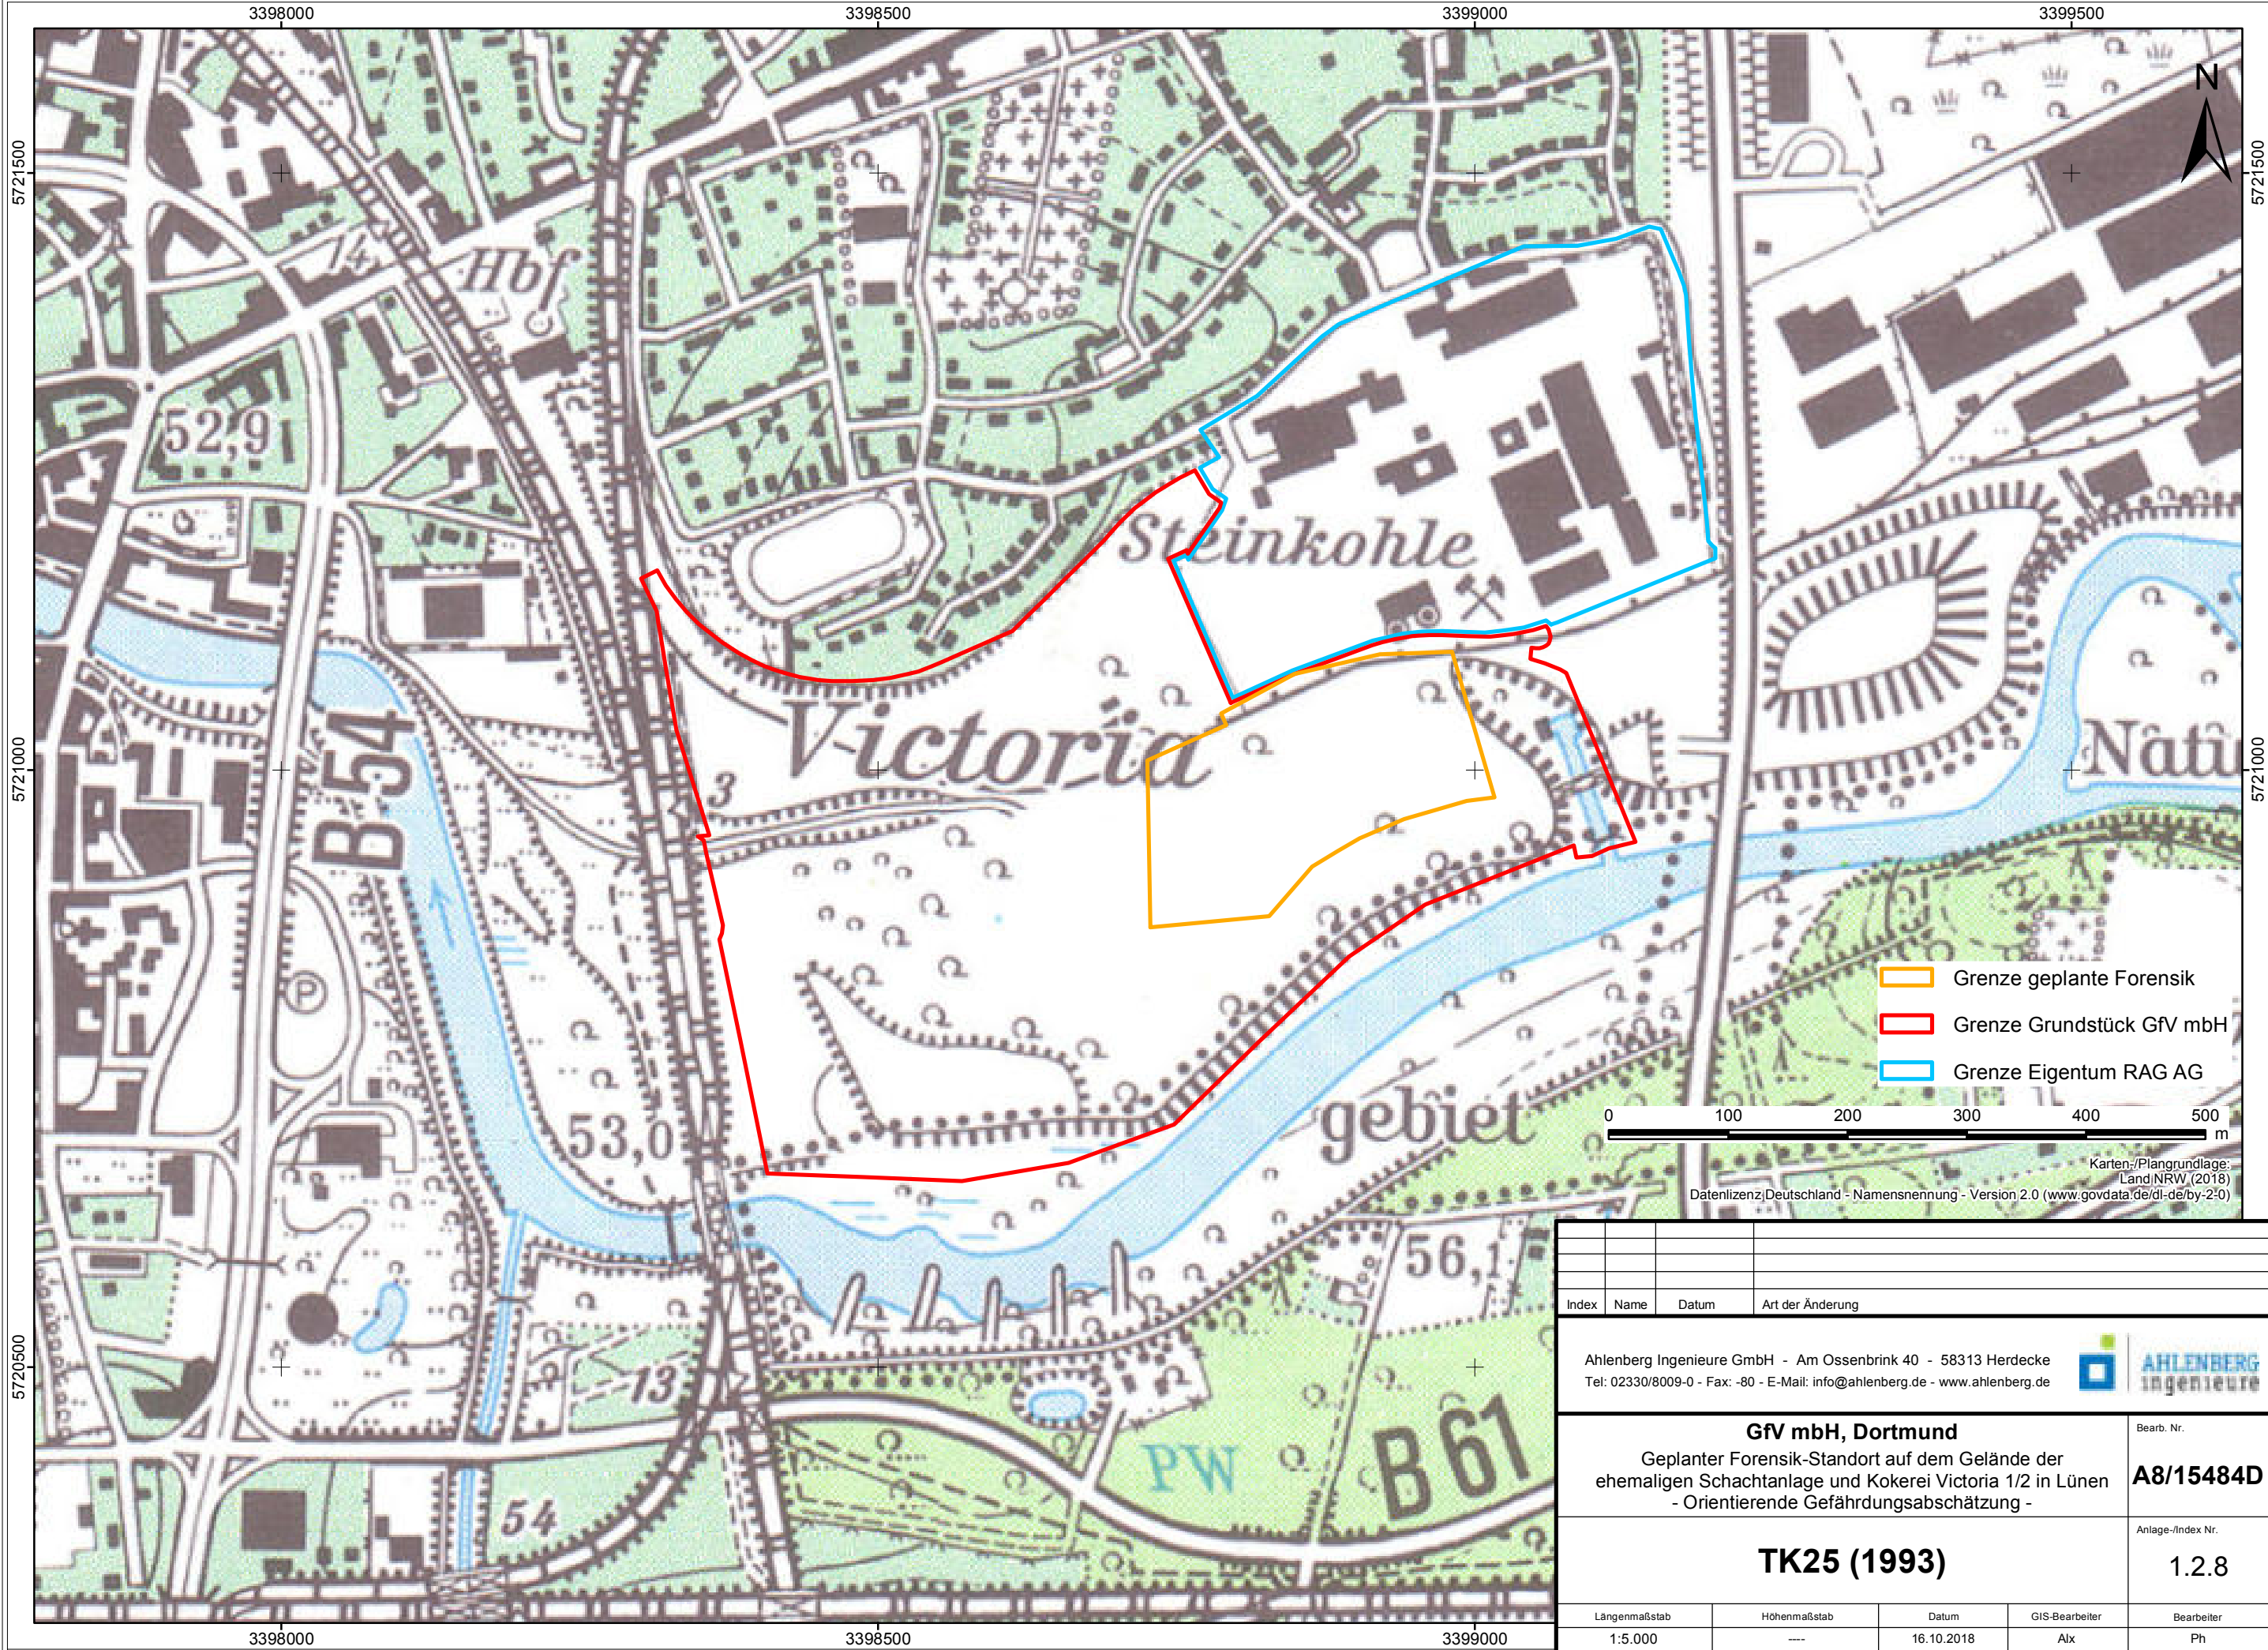 3398000 3398500 3399000 3399500
N
5721500 5721500
14
Hbf
52,9
Steinkohle
Victoria
B 54
3
5721000 5721000
Natu
P
Grenze geplante Forensik
Grenze Grundstück GfV mbH
Grenze Eigentum RAG AG
53,0
gebiet
0 100 200 300 400 500
m
Karten-/Plangrundlage:
Land NRW (2018)
Datenlizenz Deutschland - Namensnennung - Version 2.0 (www.govdata.de/dl-de/by-2-0)
56,1
5720500
13
B 61
PW
54
Index Name Datum Art der Änderung
Ahlenberg Ingenieure GmbH - Am Ossenbrink 40 - 58313 Herdecke
Tel: 02330/8009-0 - Fax: -80 - E-Mail: info@ahlenberg.de - www.ahlenberg.de
AHLENBERG
ingenieure
GfV mbH, Dortmund
Geplanter Forensik-Standort auf dem Gelände der
ehemaligen Schachtanlage und Kokerei Victoria 1/2 in Lünen
- Orientierende Gefährdungsabschätzung -
Bearb. Nr.
A8/15484D
TK25 (1993)
Anlage-/Index Nr.
1.2.8
Längenmaßstab Höhenmaßstab Datum GIS-Bearbeiter Bearbeiter
1:5.000 ---- 16.10.2018 Alx Ph
3398000 3398500 3399000